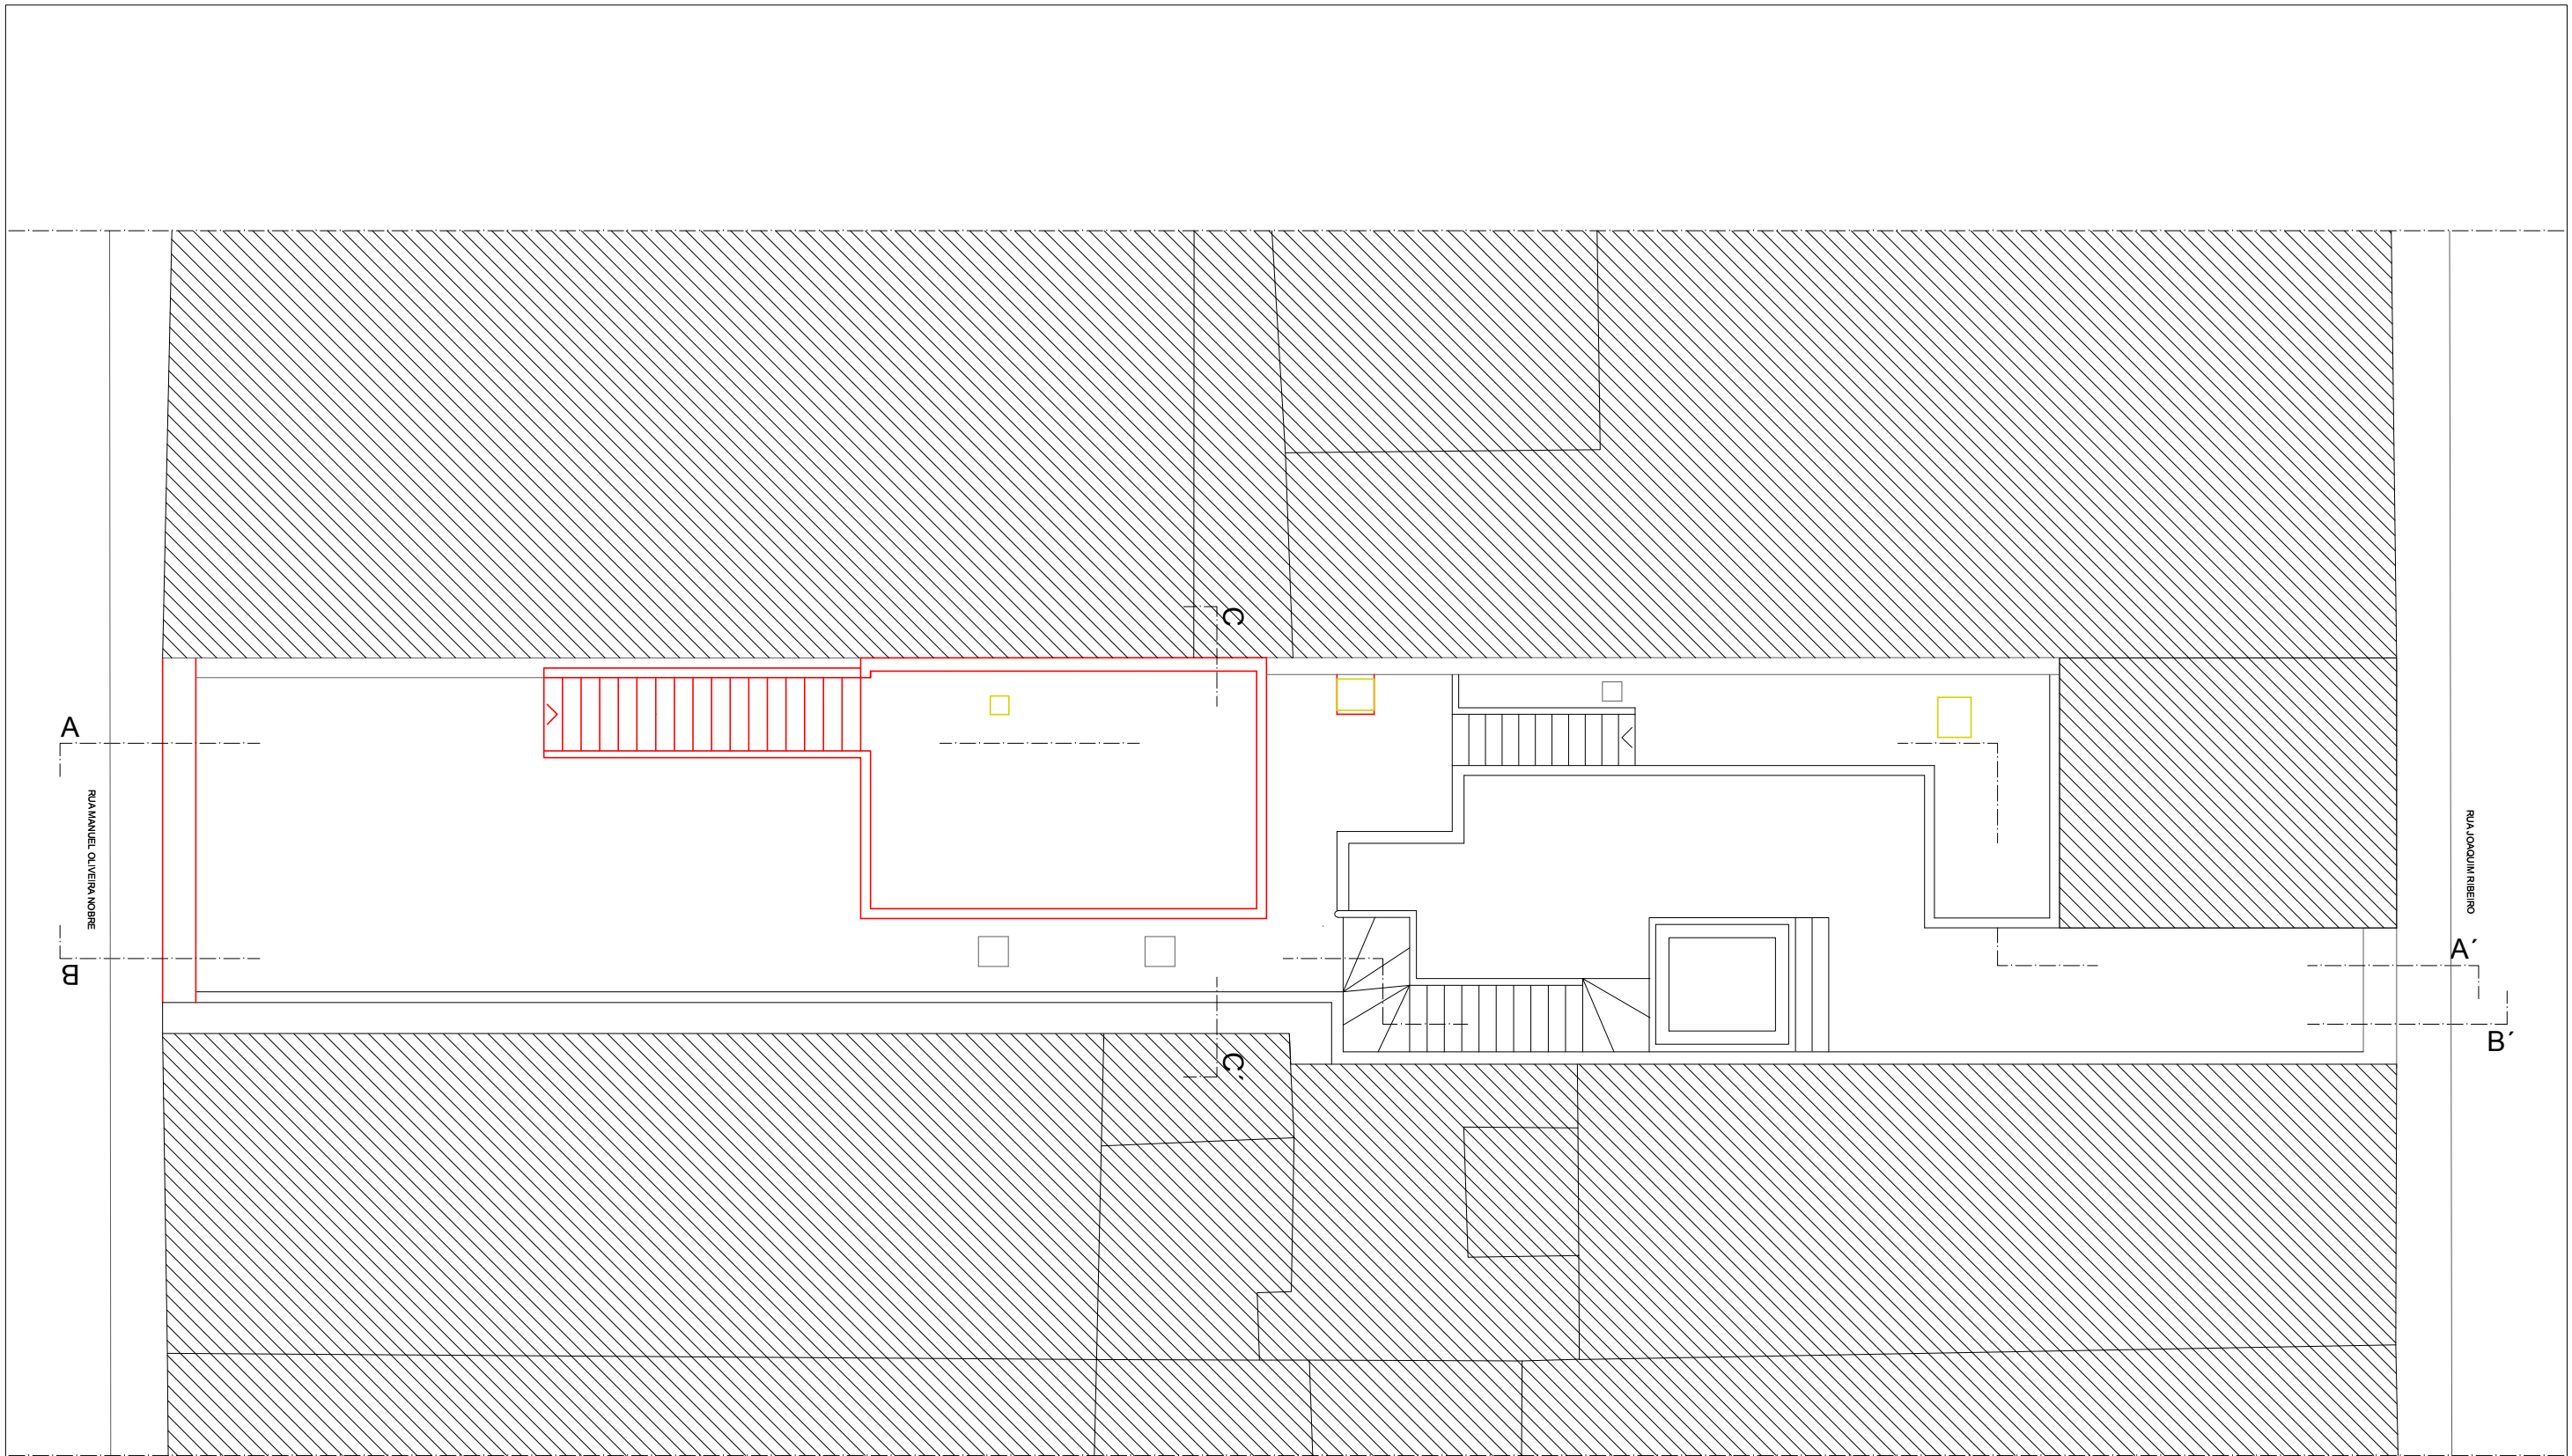 C
A
RUA MANUEL OLIVEIRA NOBRE
RUA JOAQUIM RIBEIRO
A´
B
B´
C´